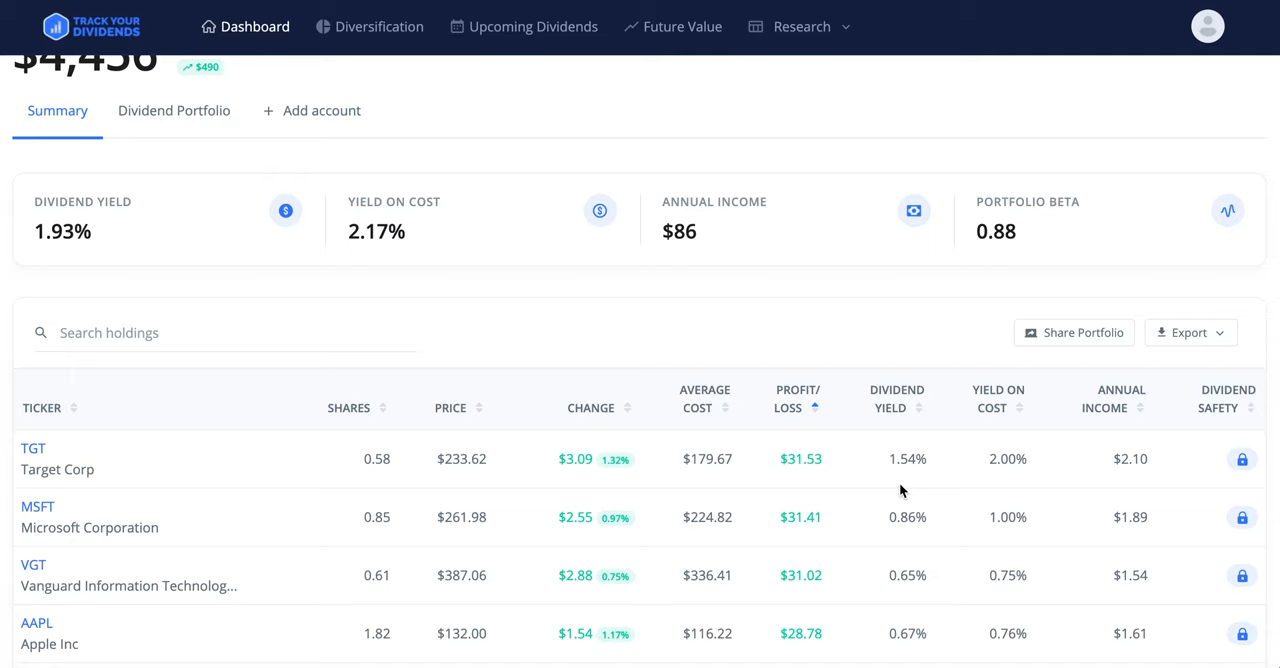 TRACK YOUR
DIVIDENDS
Dashboard
Diversification
Upcoming Dividends
Future Value
Research
$4,456
$490
Summary
Dividend Portfolio
+ Add account
DIVIDEND YIELD
1.93%
YIELD ON COST
2.17%
ANNUAL INCOME
$86
PORTFOLIO BETA
0.88
Search holdings
Share Portfolio
Export
TICKER SHARES PRICE CHANGE AVERAGE COST PROFIT/ LOSS DIVIDEND YIELD YIELD ON COST ANNUAL INCOME DIVIDEND SAFETY
TGT
Target Corp
0.58 $233.62 $3.09 1.32% $179.67 $31.53 1.54% 2.00% $2.10
MSFT
Microsoft Corporation
0.85 $261.98 $2.55 0.97% $224.82 $31.41 0.86% 1.00% $1.89
VGT
Vanguard Information Technolog...
0.61 $387.06 $2.88 0.75% $336.41 $31.02 0.65% 0.75% $1.54
AAPL
Apple Inc
1.82 $132.00 $1.54 1.17% $116.22 $28.78 0.67% 0.76% $1.61